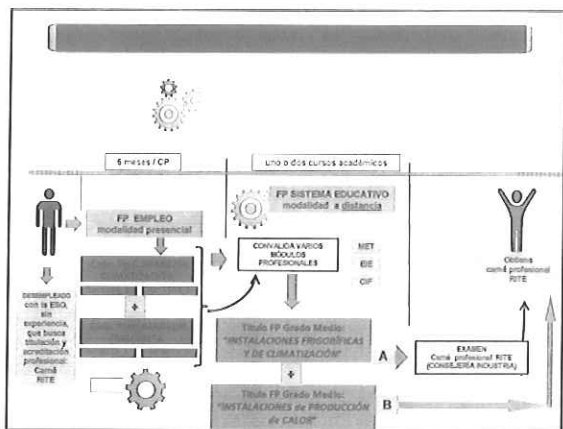 6 meses / CP
uno o dos cursos académicos
FP EMPLEO
modalidad presencial
FP SISTEMA EDUCATIVO
modalidad a distancia
CONVALIDA VARIOS
MÓDULOS
PROFESIONALES
MET
EIE
CIF
Obtiene
carné profesional
RITE
DESEMPLEADO
con la ESO,
sin
experiencia,
que busca
titulación y
acreditación
profesional:
Carné
RITE
+
Título FP Grado Medio:
"INSTALACIONES FRIGORÍFICAS
Y DE CLIMATIZACIÓN"
A
EXAMEN
Carné profesional RITE
(CONSEJERÍA INDUSTRIA)
+
Título FP Grado Medio:
"INSTALACIONES de PRODUCCIÓN
de CALOR"
B